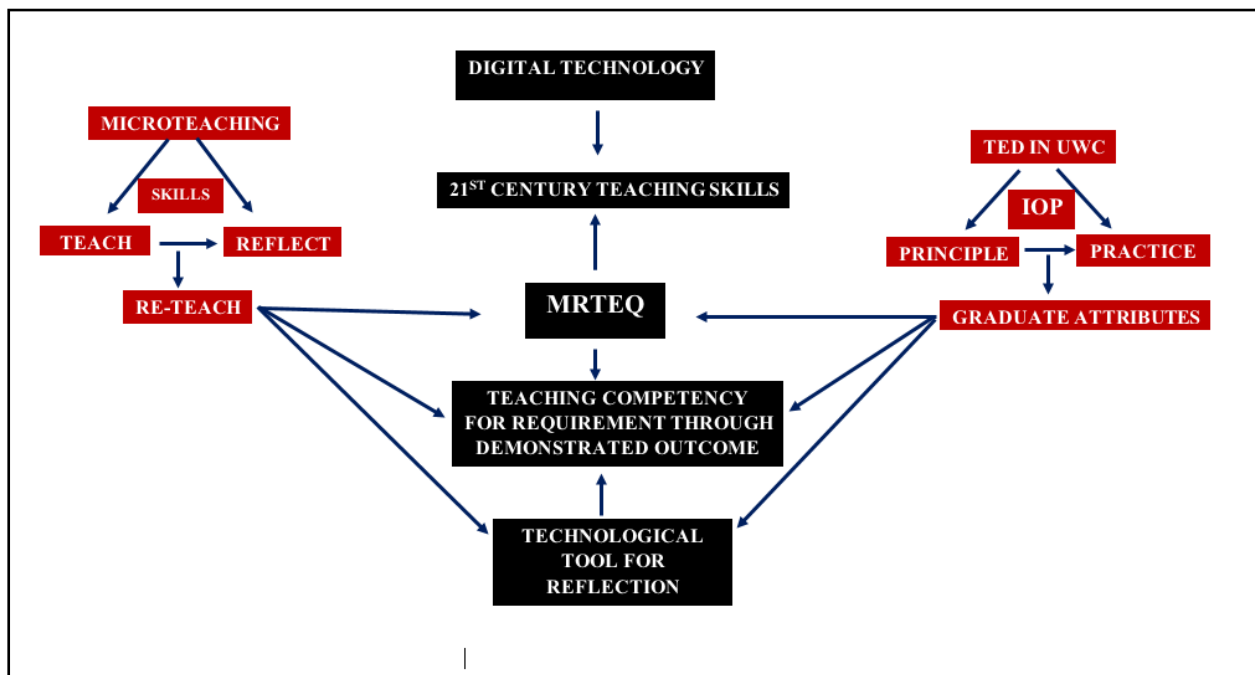 DIGITAL TECHNOLOGY
MICROTEACHING
TED IN UWC
SKILLS
21ST CENTURY TEACHING SKILLS
IOP
TEACH
REFLECT
PRINCIPLE
PRACTICE
RE-TEACH
MRTEQ
GRADUATE ATTRIBUTES
TEACHING COMPETENCY
FOR REQUIREMENT THROUGH
DEMONSTRATED OUTCOME
TECHNOLOGICAL
TOOL FOR
REFLECTION